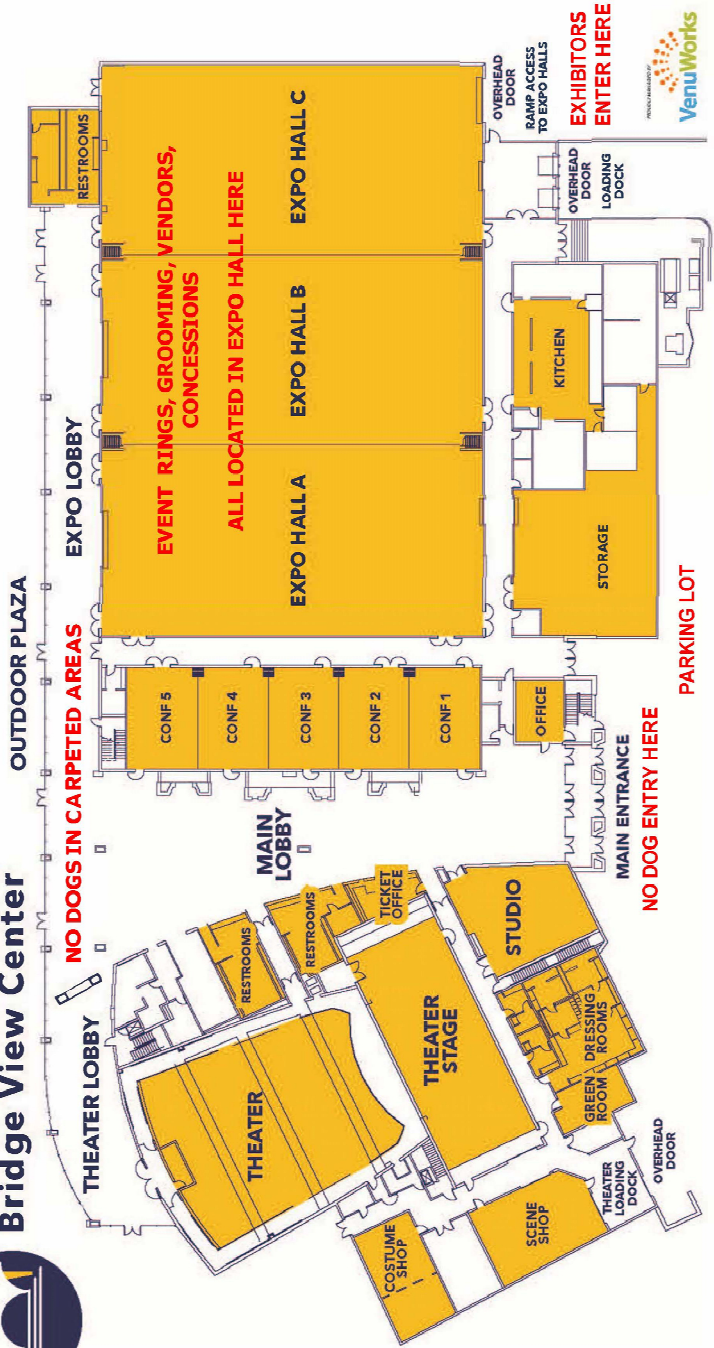 Bridge View Center
OUTDOOR PLAZA
NO DOGS IN CARPETED AREAS
THEATER LOBBY
EXPO LOBBY
RESTROOMS
EVENT RINGS, GROOMING, VENDORS,
CONCESSIONS
ALL LOCATED IN EXPO HALL HERE
EXPO HALL A
EXPO HALL B
EXPO HALL C
CONF 5
CONF 4
CONF 3
CONF 2
CONF 1
MAIN
LOBBY
RESTROOMS
RESTROOMS
TICKET
OFFICE
THEATER
THEATER
STAGE
STUDIO
DRESSING
ROOMS
GREEN
ROOM
COSTUME
SHOP
SCENE
SHOP
THEATER
LOADING
DOCK
OVERHEAD
DOOR
OFFICE
MAIN ENTRANCE
NO DOG ENTRY HERE
PARKING LOT
STORAGE
KITCHEN
OVERHEAD
DOOR
LOADING
DOCK
OVERHEAD
DOOR
RAMP ACCESS
TO EXPO HALLS
EXHIBITORS
ENTER HERE
PROUDLY MANAGED BY
VenuWorks